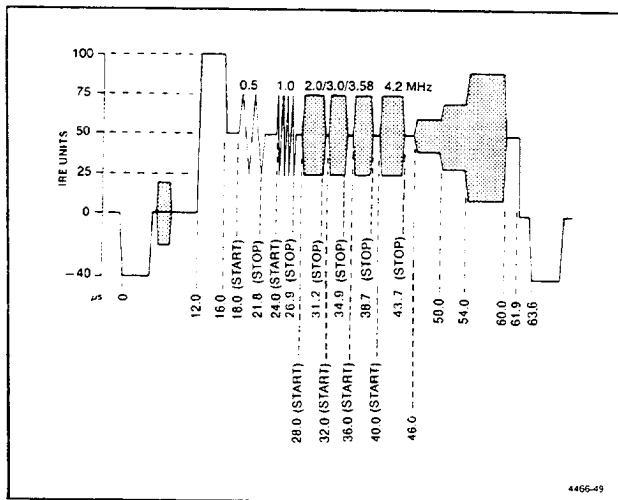 100
75
50
25
0
−40
IRE UNITS
0.5
1.0
2.0/3.0/3.58
4.2 MHz
μs
0
12.0
16.0
18.0 (START)
21.8 (STOP)
24.0 (START)
26.9 (STOP)
31.2 (STOP)
34.9 (STOP)
38.7 (STOP)
43.7 (STOP)
50.0
54.0
60.0
61.9
63.6
28.0 (START)
32.0 (START)
36.0 (START)
40.0 (START)
46.0
4466-49